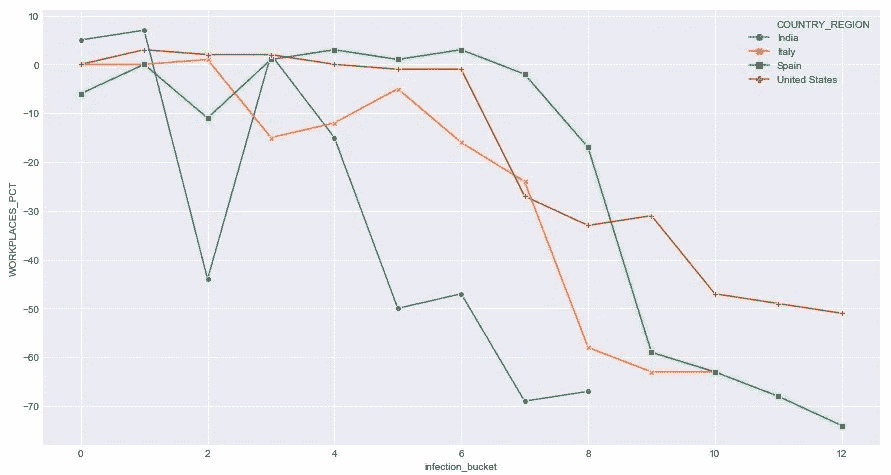 COUNTRY_REGION
India
Italy
Spain
United States
10
0
−10
−20
−30
−40
−50
−60
−70
WORKPLACES_PCT
0 2 4 6 8 10 12
infection_bucket